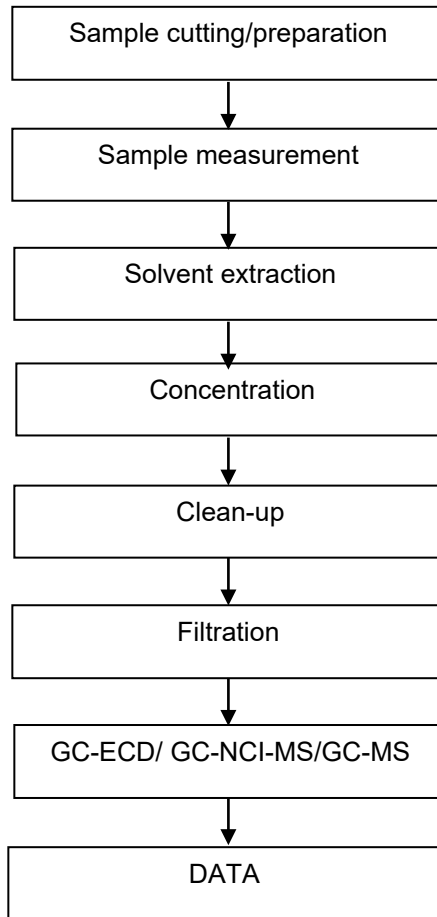 Sample cutting/preparation
Sample measurement
Solvent extraction
Concentration
Clean-up
Filtration
GC-ECD/ GC-NCI-MS/GC-MS
DATA